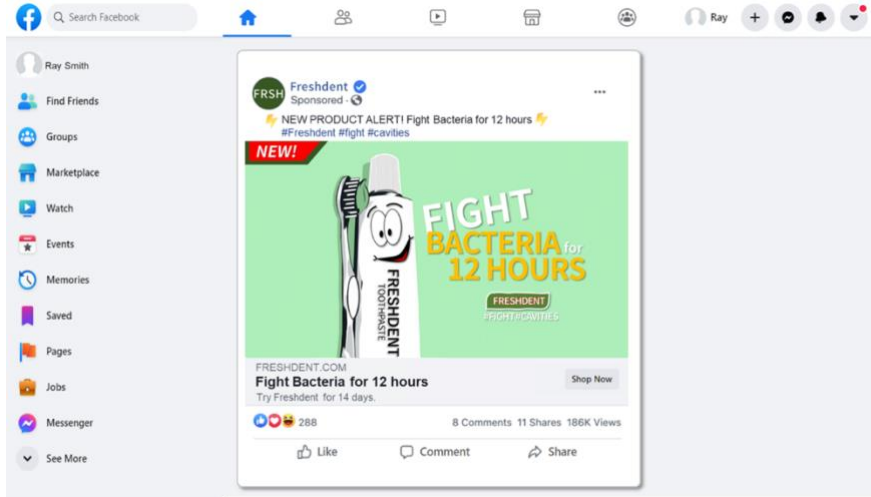 Search Facebook
Ray
Ray Smith
Find Friends
Groups
Marketplace
Watch
Events
Memories
Saved
Pages
Jobs
Messenger
See More
FRSH
Freshdent
Sponsored ·
NEW PRODUCT ALERT! Fight Bacteria for 12 hours
#Freshdent #fight #cavities
NEW!
FIGHT
BACTERIA for
12 HOURS
FRESHDENT
#FIGHT#CAVITIES
FRESHDENT
TOOTHPASTE
FRESHDENT.COM
Fight Bacteria for 12 hours
Try Freshdent for 14 days.
Shop Now
288
8 Comments 11 Shares 186K Views
Like Comment Share